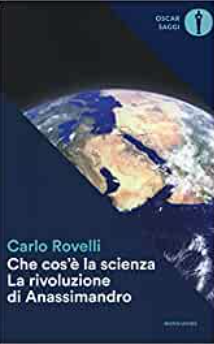 OSCAR
SAGGI
Carlo Rovelli
Che cos'è la scienza
La rivoluzione
di Anassimandro
MONDADORI